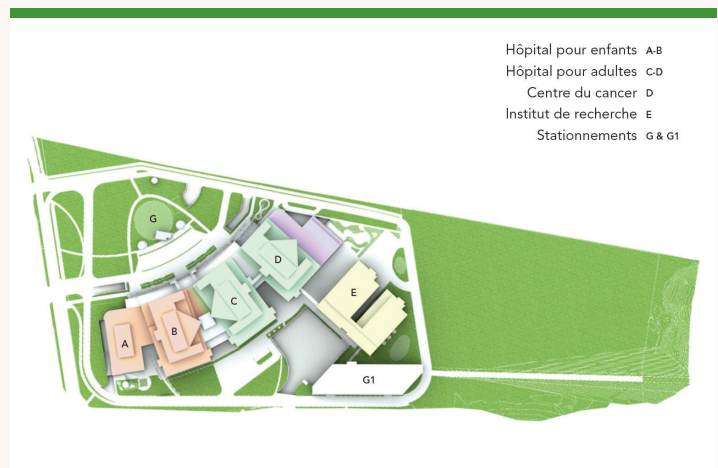 Hôpital pour enfants A-B
Hôpital pour adultes C-D
Centre du cancer D
Institut de recherche E
Stationnements G & G1
G
D
E
C
B
A
G1